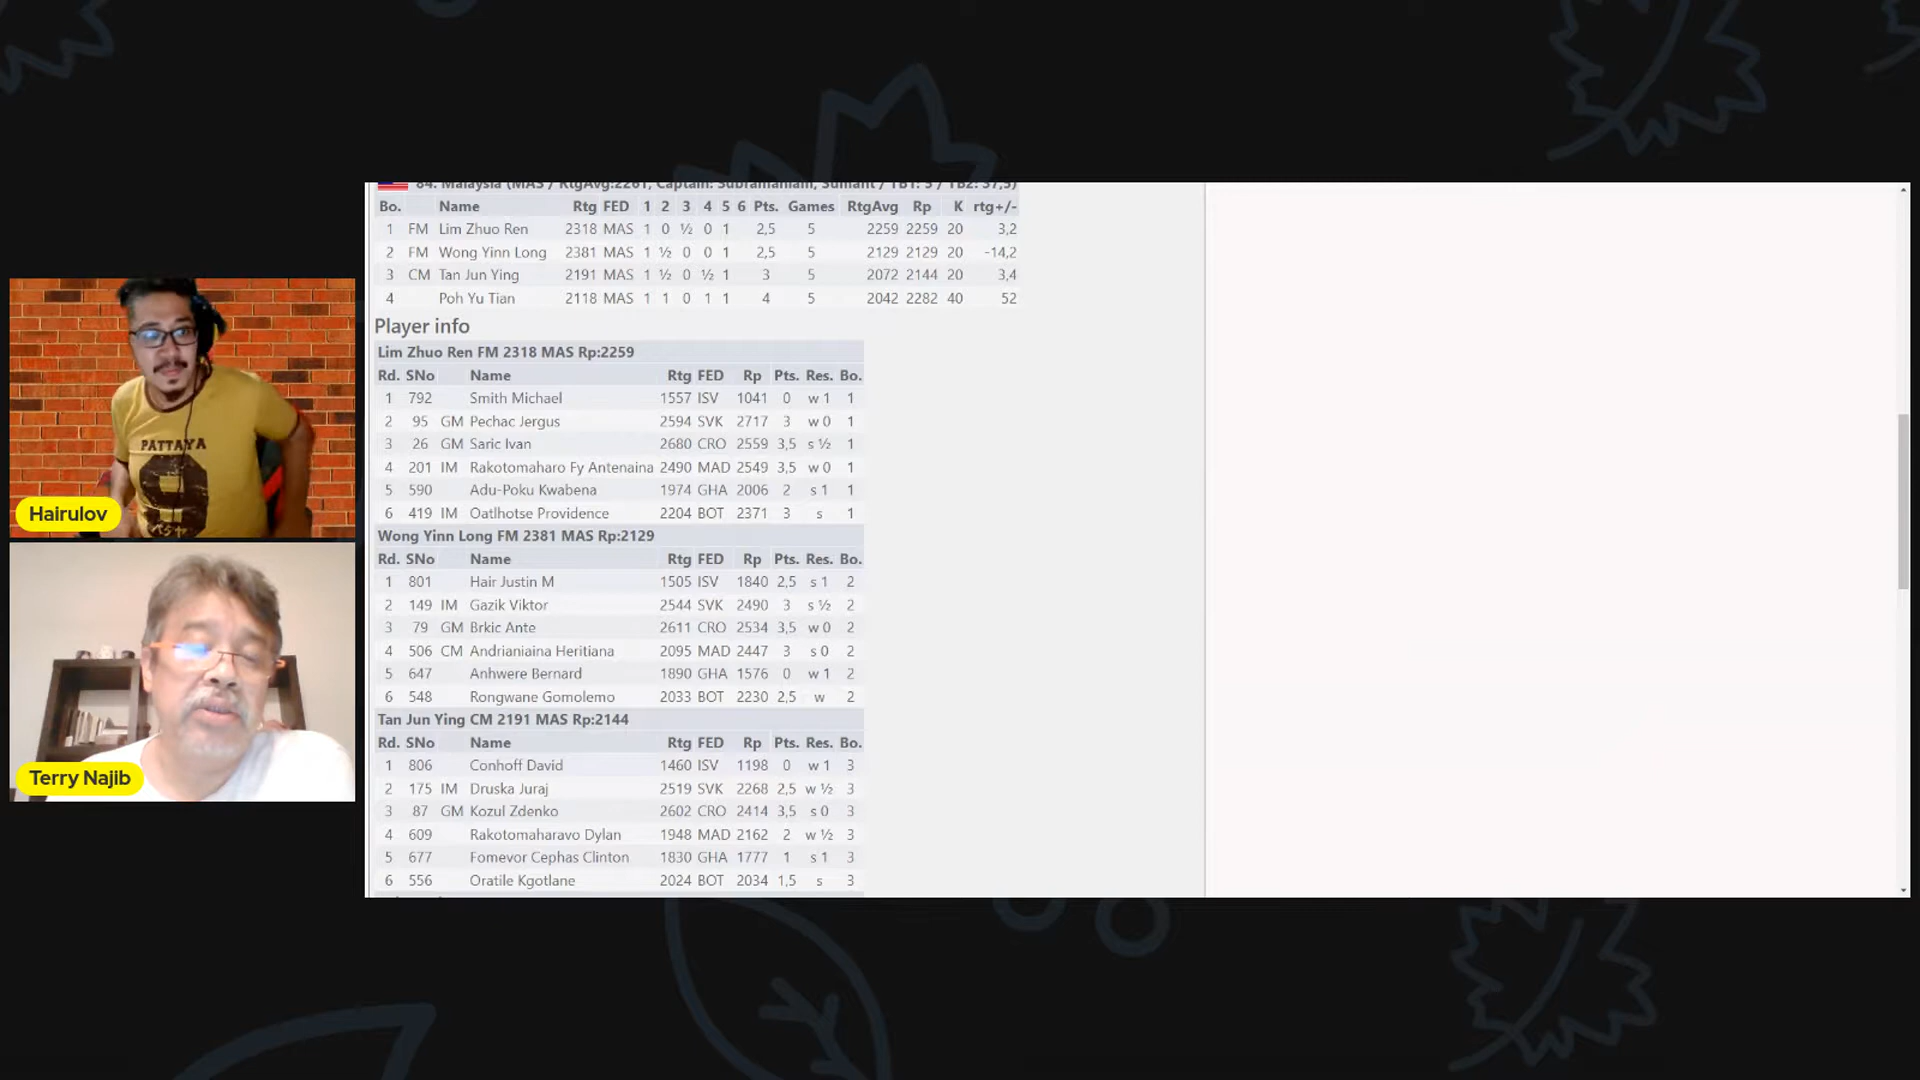 84. Malaysia (MAS / RtgAvg:2261, Captain: Subramaniam, Sumant / TB1: 5 / TB2: 37,5)
Bo. Name Rtg FED 1 2 3 4 5 6 Pts. Games RtgAvg Rp K rtg+/-
1 FM Lim Zhuo Ren 2318 MAS 1 0 ½ 0 1 2,5 5 2259 2259 20 3,2
2 FM Wong Yinn Long 2381 MAS 1 ½ 0 0 1 2,5 5 2129 2129 20 -14,2
3 CM Tan Jun Ying 2191 MAS 1 ½ 0 ½ 1 3 5 2072 2144 20 3,4
4 Poh Yu Tian 2118 MAS 1 1 0 1 1 4 5 2042 2282 40 52
Player info
Lim Zhuo Ren FM 2318 MAS Rp:2259
Rd. SNo Name Rtg FED Rp Pts. Res. Bo.
1 792 Smith Michael 1557 ISV 1041 0 w 1 1
2 95 GM Pechac Jergus 2594 SVK 2717 3 w 0 1
3 26 GM Saric Ivan 2680 CRO 2559 3,5 s ½ 1
4 201 IM Rakotomaharo Fy Antenaina 2490 MAD 2549 3,5 w 0 1
5 590 Adu-Poku Kwabena 1974 GHA 2006 2 s 1 1
6 419 IM Oatlhotse Providence 2204 BOT 2371 3 s 1
Wong Yinn Long FM 2381 MAS Rp:2129
Rd. SNo Name Rtg FED Rp Pts. Res. Bo.
1 801 Hair Justin M 1505 ISV 1840 2,5 s 1 2
2 149 IM Gazik Viktor 2544 SVK 2490 3 s ½ 2
3 79 GM Brkic Ante 2611 CRO 2534 3,5 w 0 2
4 506 CM Andrianiaina Heritiana 2095 MAD 2447 3 s 0 2
5 647 Anhwere Bernard 1890 GHA 1576 0 w 1 2
6 548 Rongwane Gomolemo 2033 BOT 2230 2,5 w 2
Tan Jun Ying CM 2191 MAS Rp:2144
Rd. SNo Name Rtg FED Rp Pts. Res. Bo.
1 806 Conhoff David 1460 ISV 1198 0 w 1 3
2 175 IM Druska Juraj 2519 SVK 2268 2,5 w ½ 3
3 87 GM Kozul Zdenko 2602 CRO 2414 3,5 s 0 3
4 609 Rakotomaharavo Dylan 1948 MAD 2162 2 w ½ 3
5 677 Fomevor Cephas Clinton 1830 GHA 1777 1 s 1 3
6 556 Oratile Kgotlane 2024 BOT 2034 1,5 s 3
PATTAYA
9
Hairulov
Terry Najib